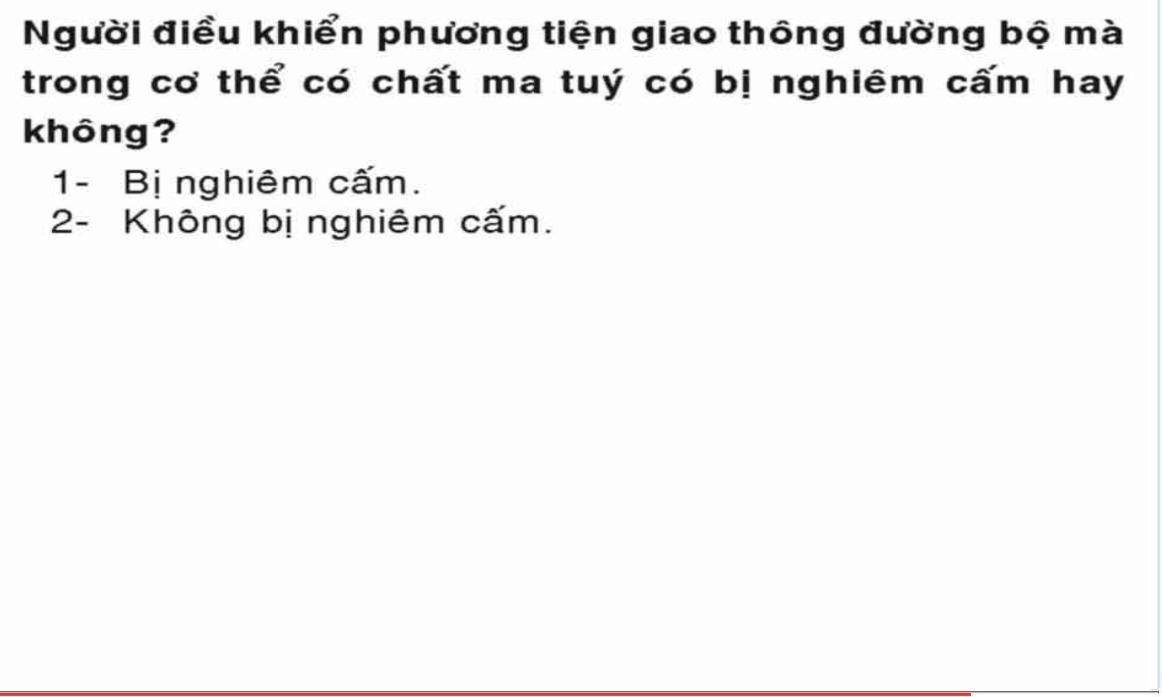 Người điều khiển phương tiện giao thông đường bộ mà
trong cơ thể có chất ma tuý có bị nghiêm cấm hay
không?
1- Bị nghiêm cấm.
2- Không bị nghiêm cấm.